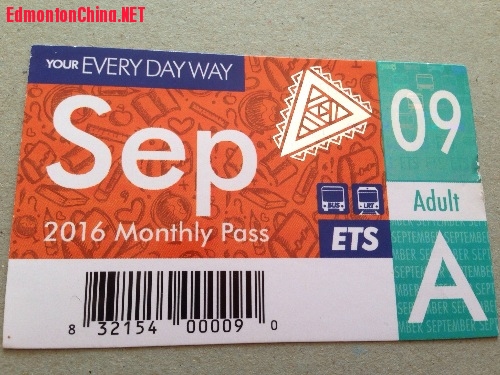 EdmontonChina.NET
YOUR EVERY DAY WAY
Sep
2016 Monthly Pass
09
Adult
BUS LRT
ETS
A
SEPTEMBER
8 32154 00009 0